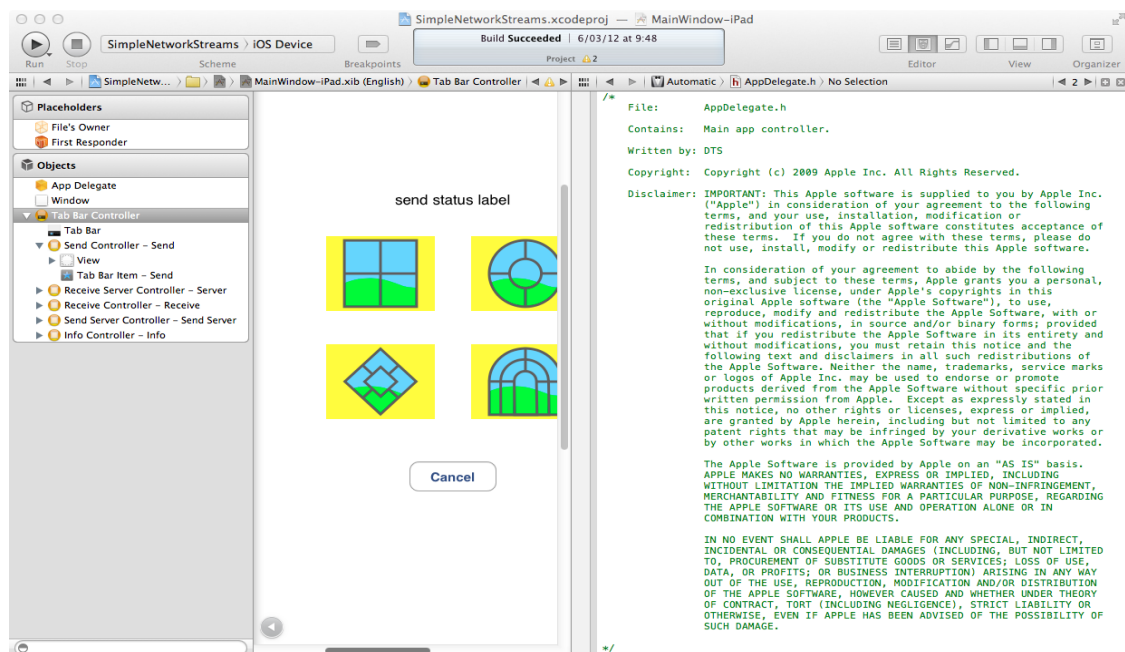 SimpleNetworkStreams.xcodeproj — MainWindow-iPad
SimpleNetworkStreams 〉 iOS Device
Build Succeeded | 6/03/12 at 9:48
Project 2
Run Stop Scheme Breakpoints Editor View Organizer
SimpleNetw... 〉 〉 〉 MainWindow-iPad.xib (English) 〉 Tab Bar Controller
Automatic 〉 h AppDelegate.h 〉 No Selection
2
Placeholders
File's Owner
First Responder
Objects
App Delegate
Window
Tab Bar Controller
Tab Bar
Send Controller – Send
View
Tab Bar Item – Send
Receive Server Controller – Server
Receive Controller – Receive
Send Server Controller – Send Server
Info Controller – Info
send status label
Cancel
/*
File: AppDelegate.h
Contains: Main app controller.
Written by: DTS
Copyright: Copyright (c) 2009 Apple Inc. All Rights Reserved.
Disclaimer: IMPORTANT: This Apple software is supplied to you by Apple Inc.
("Apple") in consideration of your agreement to the following
terms, and your use, installation, modification or
redistribution of this Apple software constitutes acceptance of
these terms.  If you do not agree with these terms, please do
not use, install, modify or redistribute this Apple software.
In consideration of your agreement to abide by the following
terms, and subject to these terms, Apple grants you a personal,
non-exclusive license, under Apple's copyrights in this
original Apple software (the "Apple Software"), to use,
reproduce, modify and redistribute the Apple Software, with or
without modifications, in source and/or binary forms; provided
that if you redistribute the Apple Software in its entirety and
without modifications, you must retain this notice and the
following text and disclaimers in all such redistributions of
the Apple Software. Neither the name, trademarks, service marks
or logos of Apple Inc. may be used to endorse or promote
products derived from the Apple Software without specific prior
written permission from Apple.  Except as expressly stated in
this notice, no other rights or licenses, express or implied,
are granted by Apple herein, including but not limited to any
patent rights that may be infringed by your derivative works or
by other works in which the Apple Software may be incorporated.
The Apple Software is provided by Apple on an "AS IS" basis.
APPLE MAKES NO WARRANTIES, EXPRESS OR IMPLIED, INCLUDING
WITHOUT LIMITATION THE IMPLIED WARRANTIES OF NON-INFRINGEMENT,
MERCHANTABILITY AND FITNESS FOR A PARTICULAR PURPOSE, REGARDING
THE APPLE SOFTWARE OR ITS USE AND OPERATION ALONE OR IN
COMBINATION WITH YOUR PRODUCTS.
IN NO EVENT SHALL APPLE BE LIABLE FOR ANY SPECIAL, INDIRECT,
INCIDENTAL OR CONSEQUENTIAL DAMAGES (INCLUDING, BUT NOT LIMITED
TO, PROCUREMENT OF SUBSTITUTE GOODS OR SERVICES; LOSS OF USE,
DATA, OR PROFITS; OR BUSINESS INTERRUPTION) ARISING IN ANY WAY
OUT OF THE USE, REPRODUCTION, MODIFICATION AND/OR DISTRIBUTION
OF THE APPLE SOFTWARE, HOWEVER CAUSED AND WHETHER UNDER THEORY
OF CONTRACT, TORT (INCLUDING NEGLIGENCE), STRICT LIABILITY OR
OTHERWISE, EVEN IF APPLE HAS BEEN ADVISED OF THE POSSIBILITY OF
SUCH DAMAGE.
*/